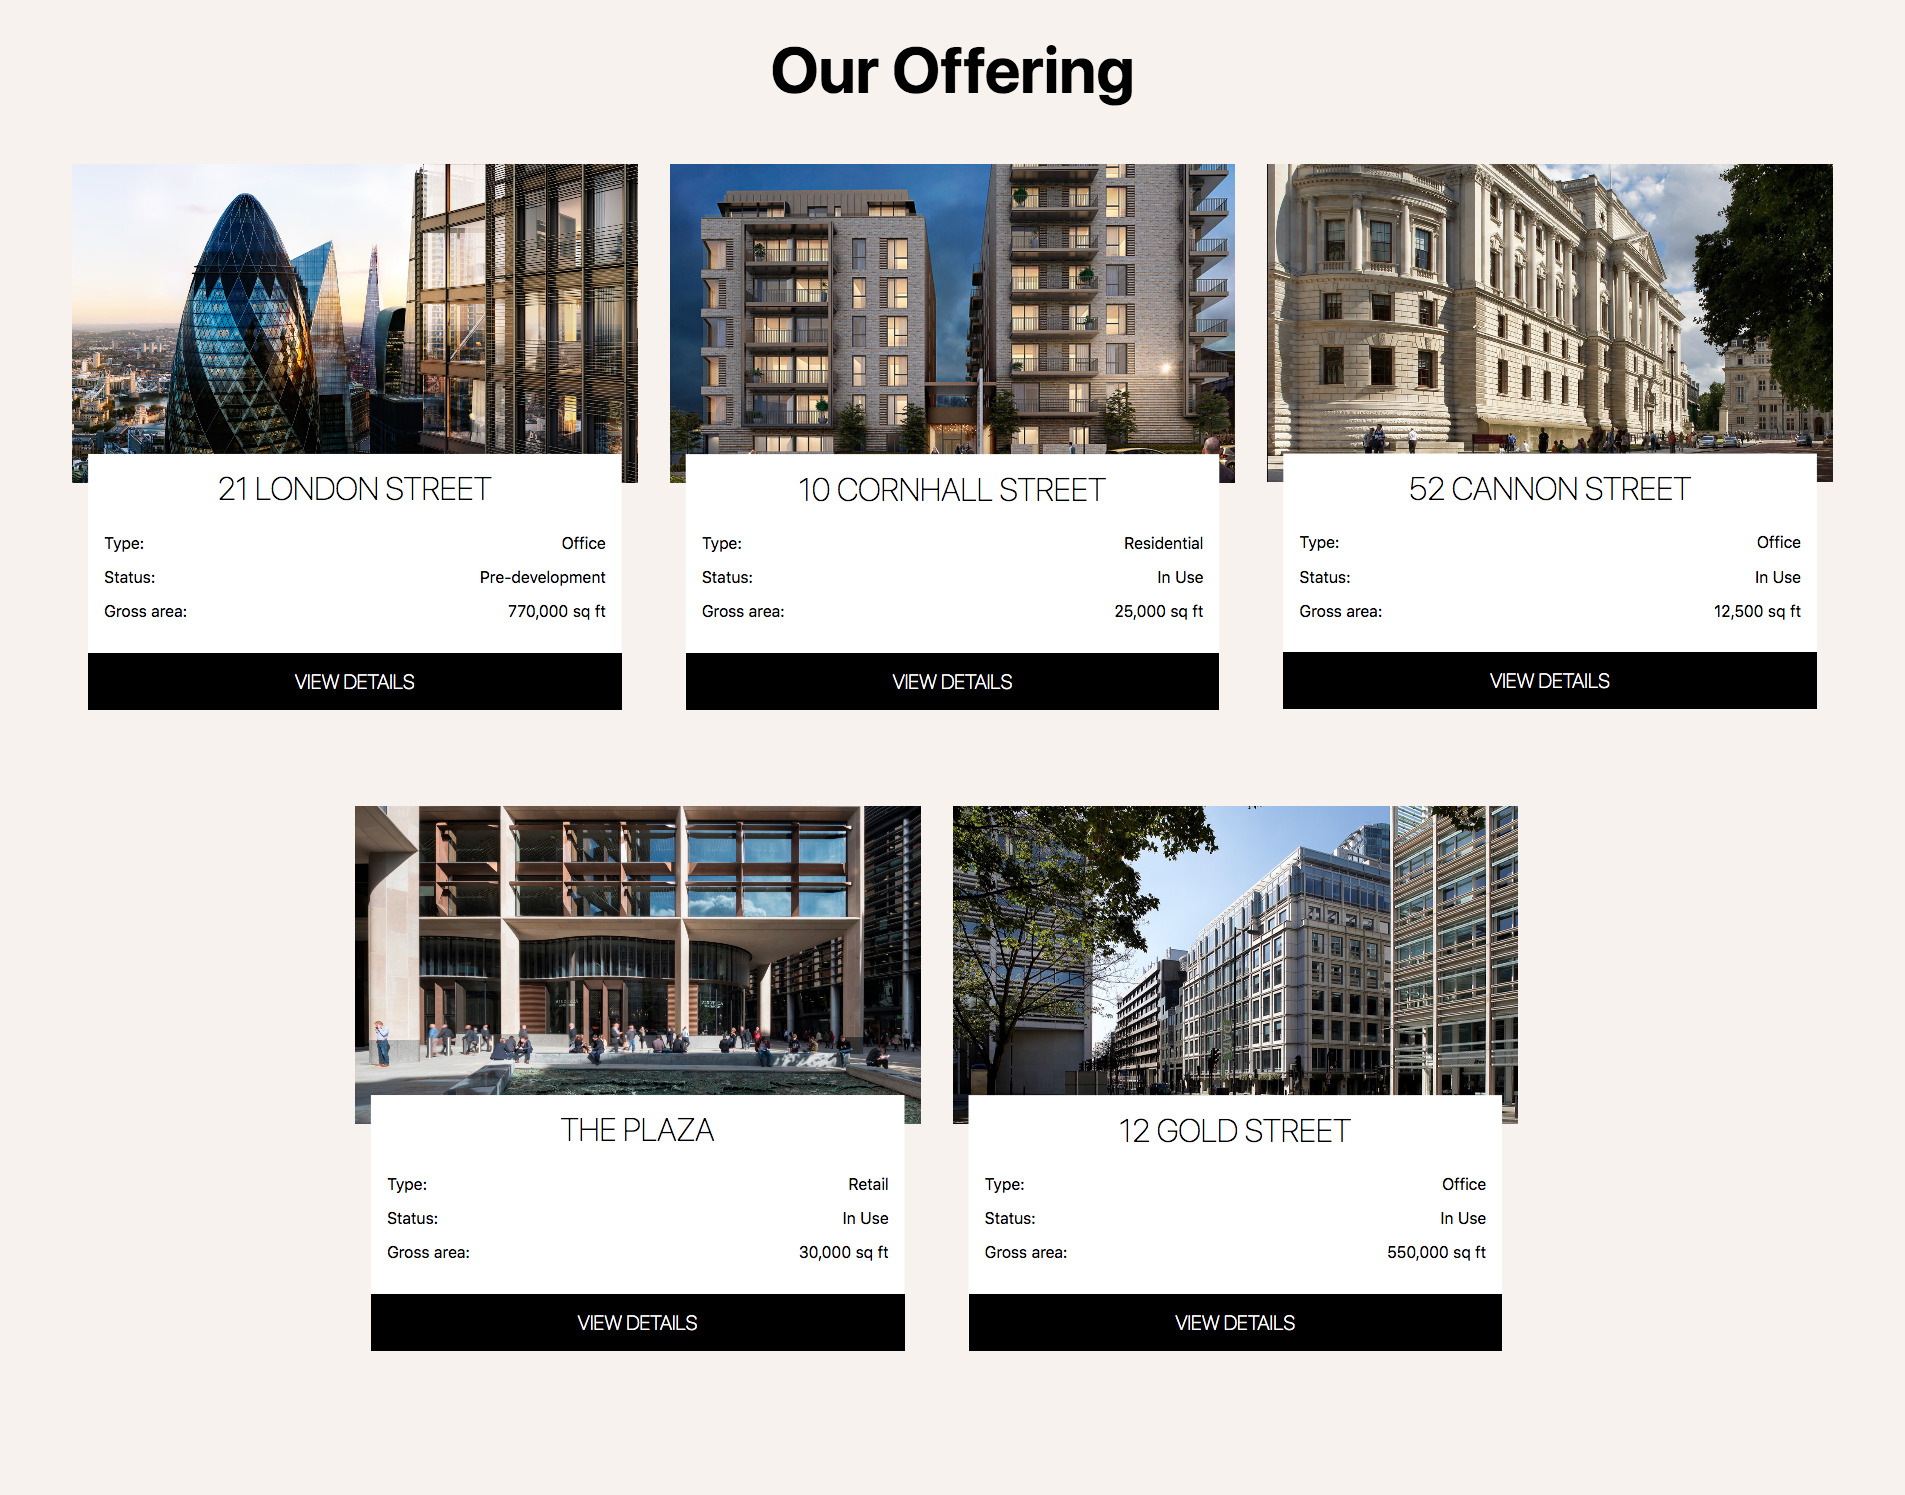 Our Offering
21 LONDON STREET
Type: Office
Status: Pre-development
Gross area: 770,000 sq ft
VIEW DETAILS
10 CORNHALL STREET
Type: Residential
Status: In Use
Gross area: 25,000 sq ft
VIEW DETAILS
52 CANNON STREET
Type: Office
Status: In Use
Gross area: 12,500 sq ft
VIEW DETAILS
THE PLAZA
Type: Retail
Status: In Use
Gross area: 30,000 sq ft
VIEW DETAILS
12 GOLD STREET
Type: Office
Status: In Use
Gross area: 550,000 sq ft
VIEW DETAILS